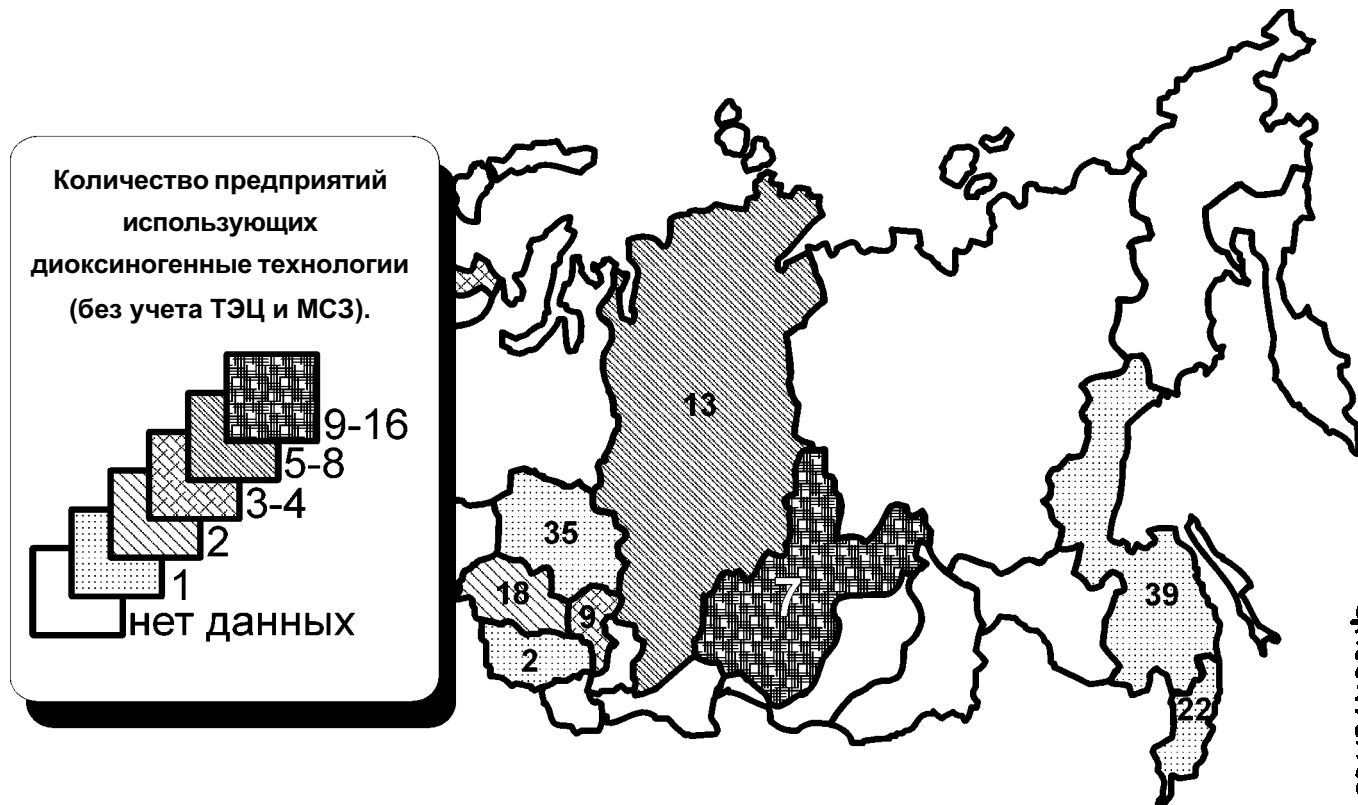 Количество предприятий
использующих
диоксиногенные технологии
(без учета ТЭЦ и МСЗ).
9-16
5-8
3-4
2
1
нет данных
13
35
18
9
2
7
39
22